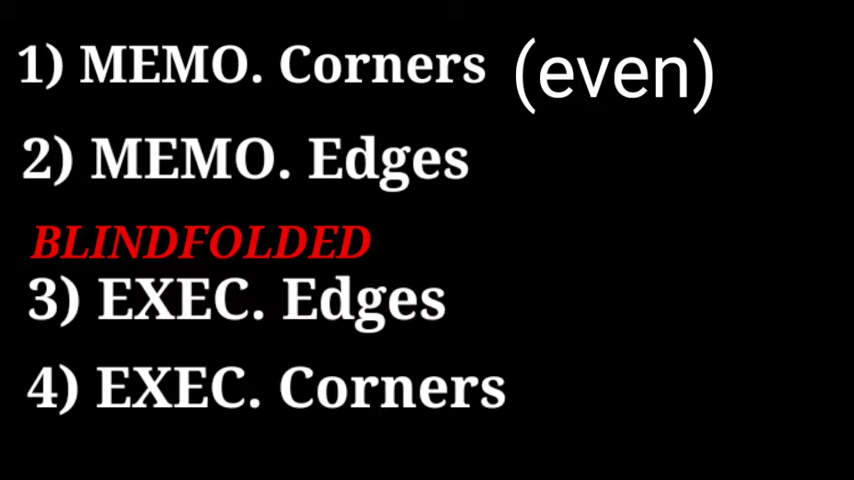 1) MEMO. Corners (even)
2) MEMO. Edges
BLINDFOLDED
3) EXEC. Edges
4) EXEC. Corners